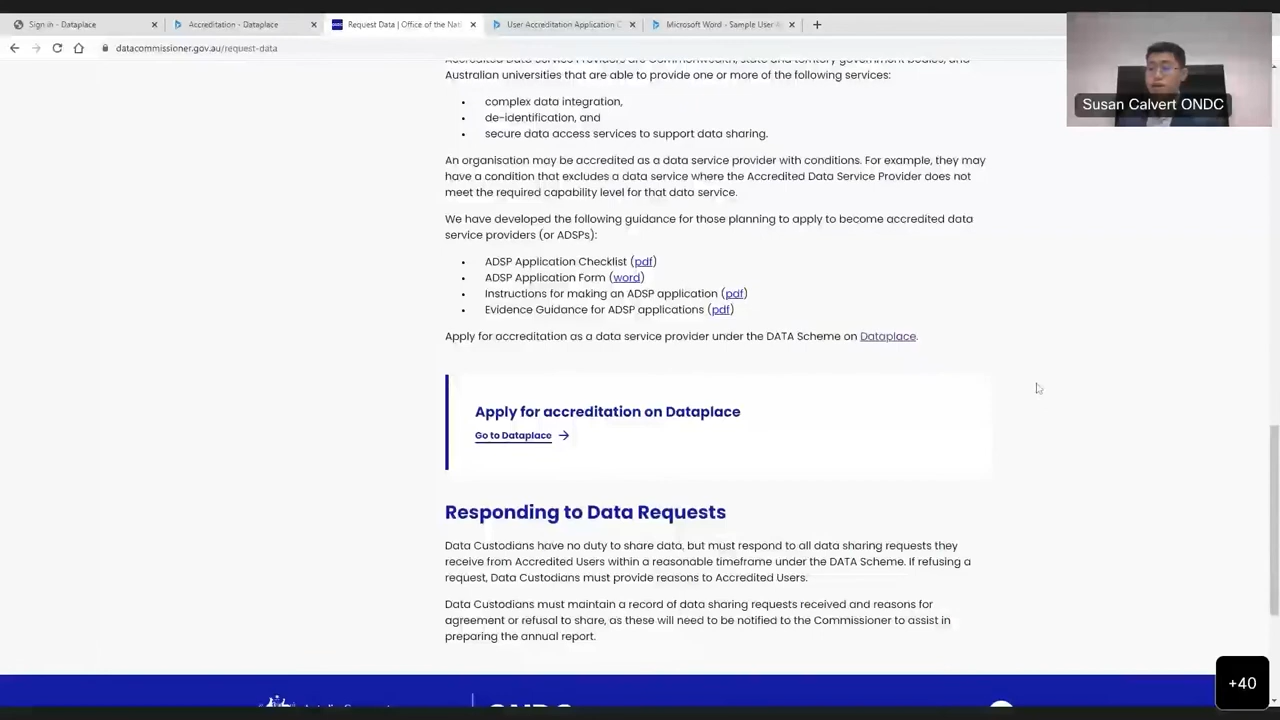 Sign in - Dataplace
Accreditation - Dataplace
Request Data | Office of the Nati
User Accreditation Application C
Microsoft Word - Sample User A
datacommissioner.gov.au/request-data
Susan Calvert ONDC
Accredited Data Service Providers are Commonwealth, state and territory government bodies, and
Australian universities that are able to provide one or more of the following services:
• complex data integration,
• de-identification, and
• secure data access services to support data sharing.
An organisation may be accredited as a data service provider with conditions. For example, they may
have a condition that excludes a data service where the Accredited Data Service Provider does not
meet the required capability level for that data service.
We have developed the following guidance for those planning to apply to become accredited data
service providers (or ADSPs):
• ADSP Application Checklist (pdf)
• ADSP Application Form (word)
• Instructions for making an ADSP application (pdf)
• Evidence Guidance for ADSP applications (pdf)
Apply for accreditation as a data service provider under the DATA Scheme on Dataplace.
Apply for accreditation on Dataplace
Go to Dataplace →
Responding to Data Requests
Data Custodians have no duty to share data, but must respond to all data sharing requests they
receive from Accredited Users within a reasonable timeframe under the DATA Scheme. If refusing a
request, Data Custodians must provide reasons to Accredited Users.
Data Custodians must maintain a record of data sharing requests received and reasons for
agreement or refusal to share, as these will need to be notified to the Commissioner to assist in
preparing the annual report.
+40